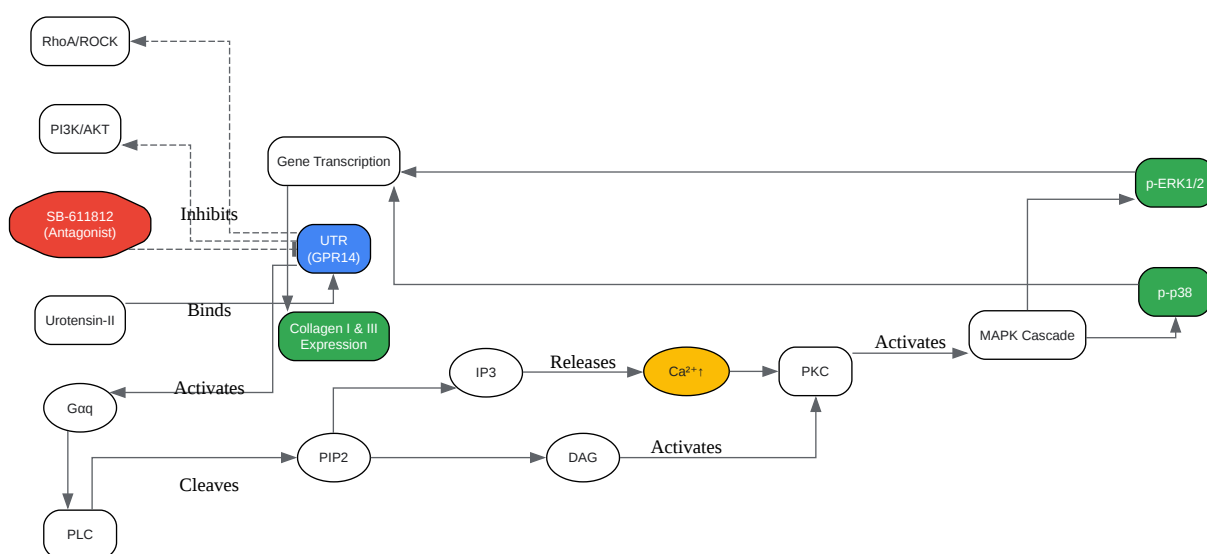 RhoA/ROCK
PI3K/AKT
Gene Transcription
p-ERK1/2
SB-611812
(Antagonist)
Inhibits
UTR
(GPR14)
p-p38
Urotensin-II
Binds
Collagen I & III
Expression
MAPK Cascade
Activates
IP3
Releases
Ca²⁺↑
PKC
Activates
Gαq
PIP2
DAG
Activates
Cleaves
PLC